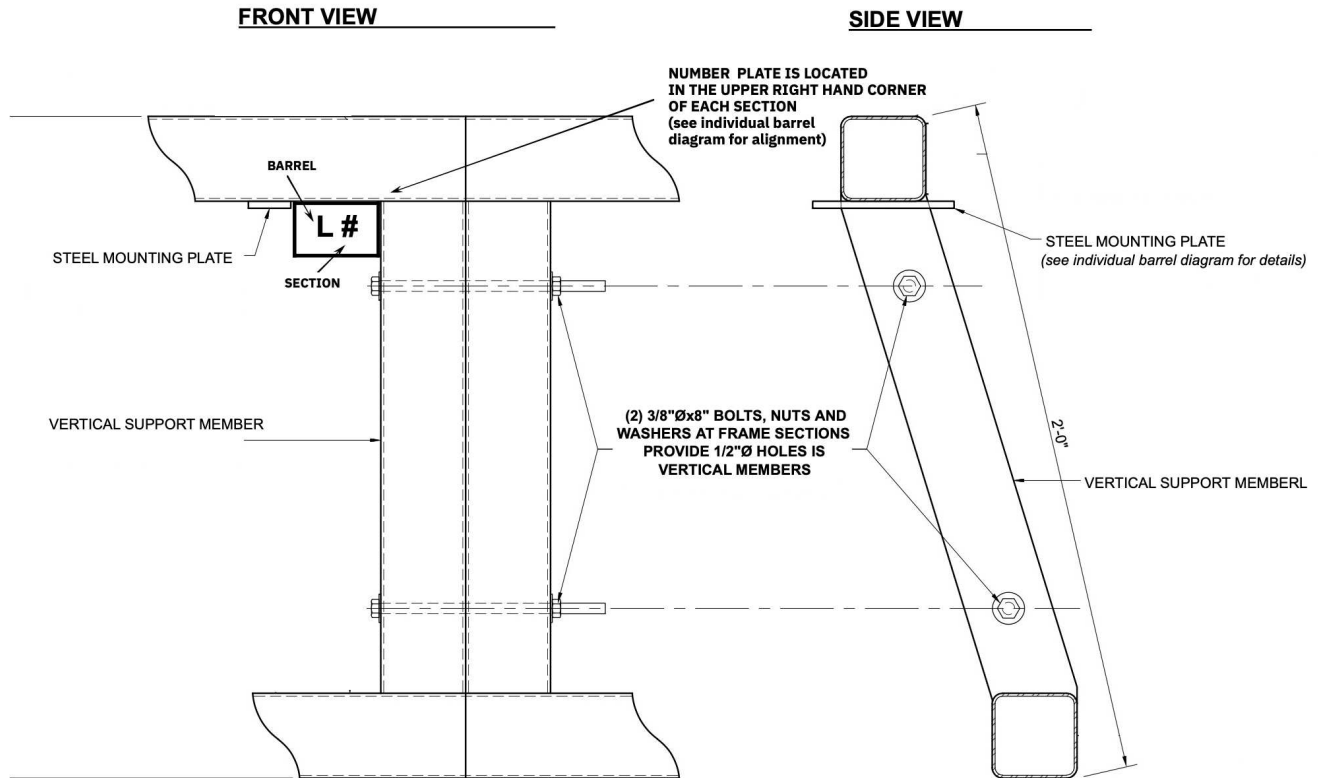 FRONT VIEW
SIDE VIEW
NUMBER PLATE IS LOCATED
IN THE UPPER RIGHT HAND CORNER
OF EACH SECTION
(see individual barrel
diagram for alignment)
BARREL
L #
SECTION
STEEL MOUNTING PLATE
STEEL MOUNTING PLATE
(see individual barrel diagram for details)
VERTICAL SUPPORT MEMBER
(2) 3/8"Øx8" BOLTS, NUTS AND
WASHERS AT FRAME SECTIONS
PROVIDE 1/2"Ø HOLES IS
VERTICAL MEMBERS
2'-0"
VERTICAL SUPPORT MEMBERL